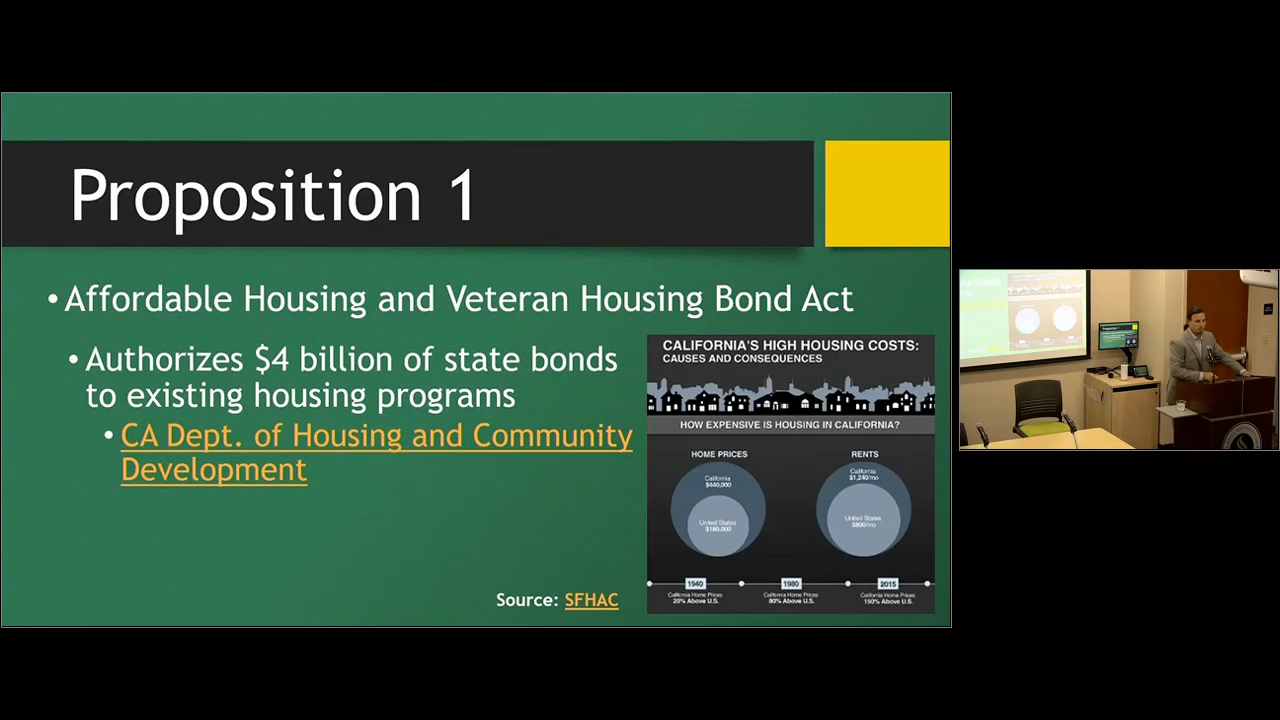 Proposition 1
• Affordable Housing and Veteran Housing Bond Act
• Authorizes $4 billion of state bonds
to existing housing programs
• CA Dept. of Housing and Community
Development
Source: SFHAC
CALIFORNIA'S HIGH HOUSING COSTS:
CAUSES AND CONSEQUENCES
HOW EXPENSIVE IS HOUSING IN CALIFORNIA?
HOME PRICES
California
$440,000
United States
$180,000
RENTS
California
$1,240/mo
United States
$800/mo
1940
California Home Prices
20% Above U.S.
1980
California Home Prices
80% Above U.S.
2015
California Home Prices
150% Above U.S.
Proposition 1